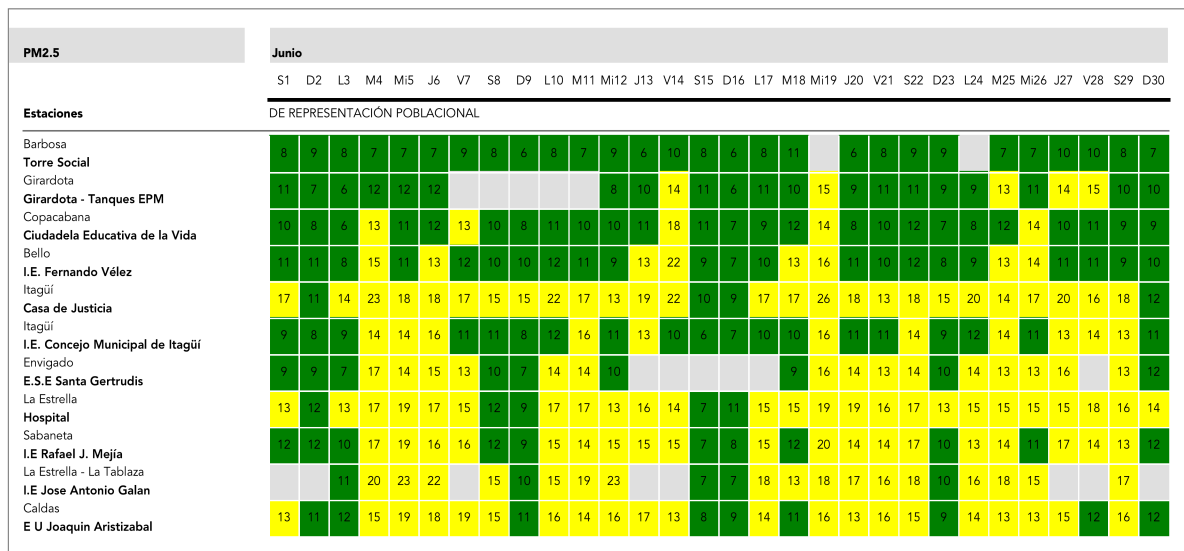 PM2.5 Junio
S1 D2 L3 M4 Mi5 J6 V7 S8 D9 L10 M11 Mi12 J13 V14 S15 D16 L17 M18 Mi19 J20 V21 S22 D23 L24 M25 Mi26 J27 V28 S29 D30
Estaciones DE REPRESENTACIÓN POBLACIONAL
Barbosa
Torre Social
8 9 8 7 7 7 9 8 6 8 7 9 6 10 8 6 8 11 6 8 9 9 7 7 10 10 8 7
Girardota
Girardota - Tanques EPM
11 7 6 12 12 12 8 10 14 11 6 11 10 15 9 11 11 9 9 13 11 14 15 10 10
Copacabana
Ciudadela Educativa de la Vida
10 8 6 13 11 12 13 10 8 11 10 10 11 18 11 7 9 12 14 8 10 12 7 8 12 14 10 11 9 9
Bello
I.E. Fernando Vélez
11 11 8 15 11 13 12 10 10 12 11 9 13 22 9 7 10 13 16 11 10 12 8 9 13 14 11 11 9 10
Itagüí
Casa de Justicia
17 11 14 23 18 18 17 15 15 22 17 13 19 22 10 9 17 17 26 18 13 18 15 20 14 17 20 16 18 12
Itagüí
I.E. Concejo Municipal de Itagüí
9 8 9 14 14 16 11 11 8 12 16 11 13 10 6 7 10 10 16 11 11 14 9 12 14 11 13 14 13 11
Envigado
E.S.E Santa Gertrudis
9 9 7 17 14 15 13 10 7 14 14 10 9 16 14 13 14 10 14 13 13 16 13 12
La Estrella
Hospital
13 12 13 17 19 17 15 12 9 17 17 13 16 14 7 11 15 15 19 19 16 17 13 15 15 15 15 18 16 14
Sabaneta
I.E Rafael J. Mejía
12 12 10 17 19 16 16 12 9 15 14 15 15 15 7 8 15 12 20 14 14 17 10 13 14 11 17 14 13 12
La Estrella - La Tablaza
I.E Jose Antonio Galan
11 20 23 22 15 10 15 19 23 7 7 18 13 18 17 16 18 10 16 18 15 17
Caldas
E U Joaquin Aristizabal
13 11 12 15 19 18 19 15 11 16 14 16 17 13 8 9 14 11 16 13 16 15 9 14 13 13 15 12 16 12